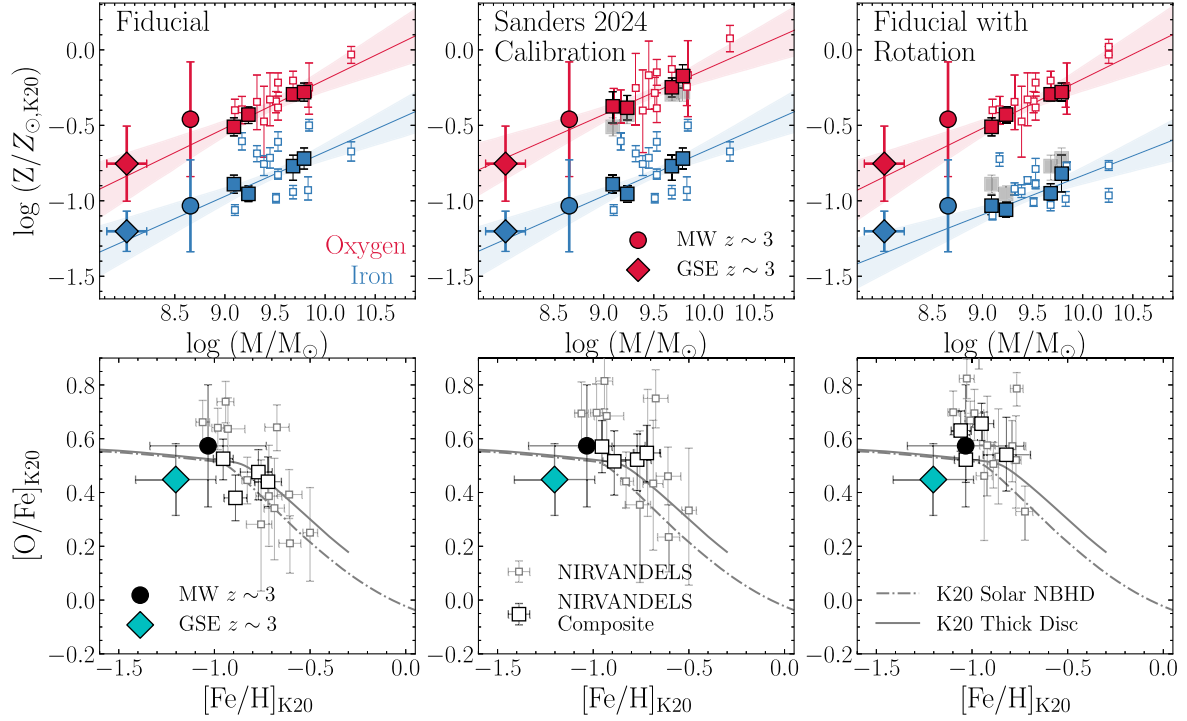 Fiducial
Sanders 2024
Calibration
Fiducial with
Rotation
log (Z/Z⊙,K20)
0.0
−0.5
−1.0
−1.5
Oxygen
Iron
MW z ∼ 3
GSE z ∼ 3
8.5 9.0 9.5 10.0 10.5
8.5 9.0 9.5 10.0 10.5
8.5 9.0 9.5 10.0 10.5
log (M/M⊙)
log (M/M⊙)
log (M/M⊙)
[O/Fe]K20
0.8
0.6
0.4
0.2
0.0
−0.2
MW z ∼ 3
GSE z ∼ 3
NIRVANDELS
NIRVANDELS
Composite
K20 Solar NBHD
K20 Thick Disc
−1.5 −1.0 −0.5 0.0
−1.5 −1.0 −0.5 0.0
−1.5 −1.0 −0.5 0.0
[Fe/H]K20
[Fe/H]K20
[Fe/H]K20